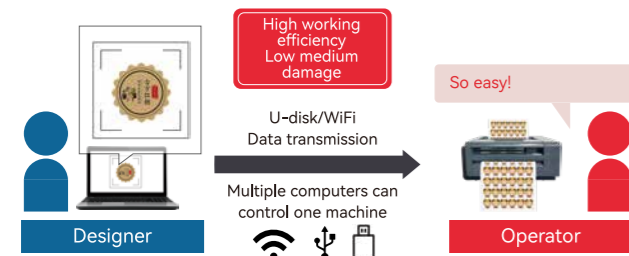 High working
efficiency
Low medium
damage
So easy!
U-disk/WiFi
Data transmission
Multiple computers can
control one machine
Designer
Operator